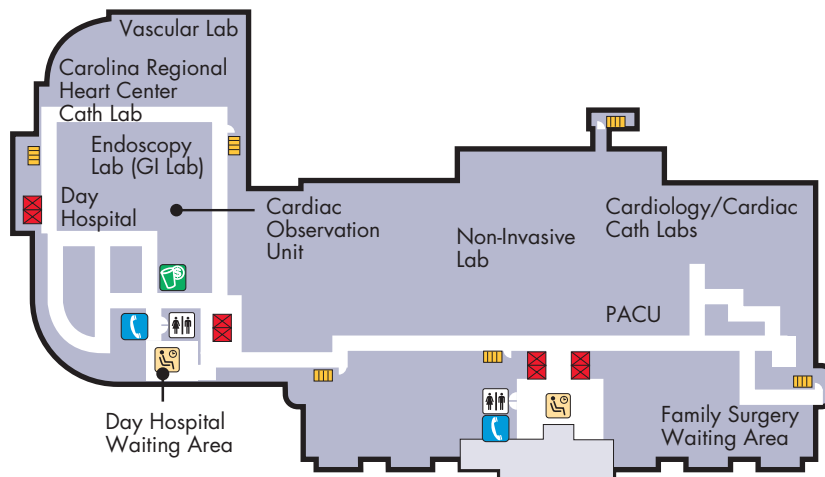 Vascular Lab
Carolina Regional
Heart Center
Cath Lab
Endoscopy
Lab (GI Lab)
Day
Hospital
Cardiac
Observation
Unit
Non-Invasive
Lab
Cardiology/Cardiac
Cath Labs
PACU
Day Hospital
Waiting Area
Family Surgery
Waiting Area
$